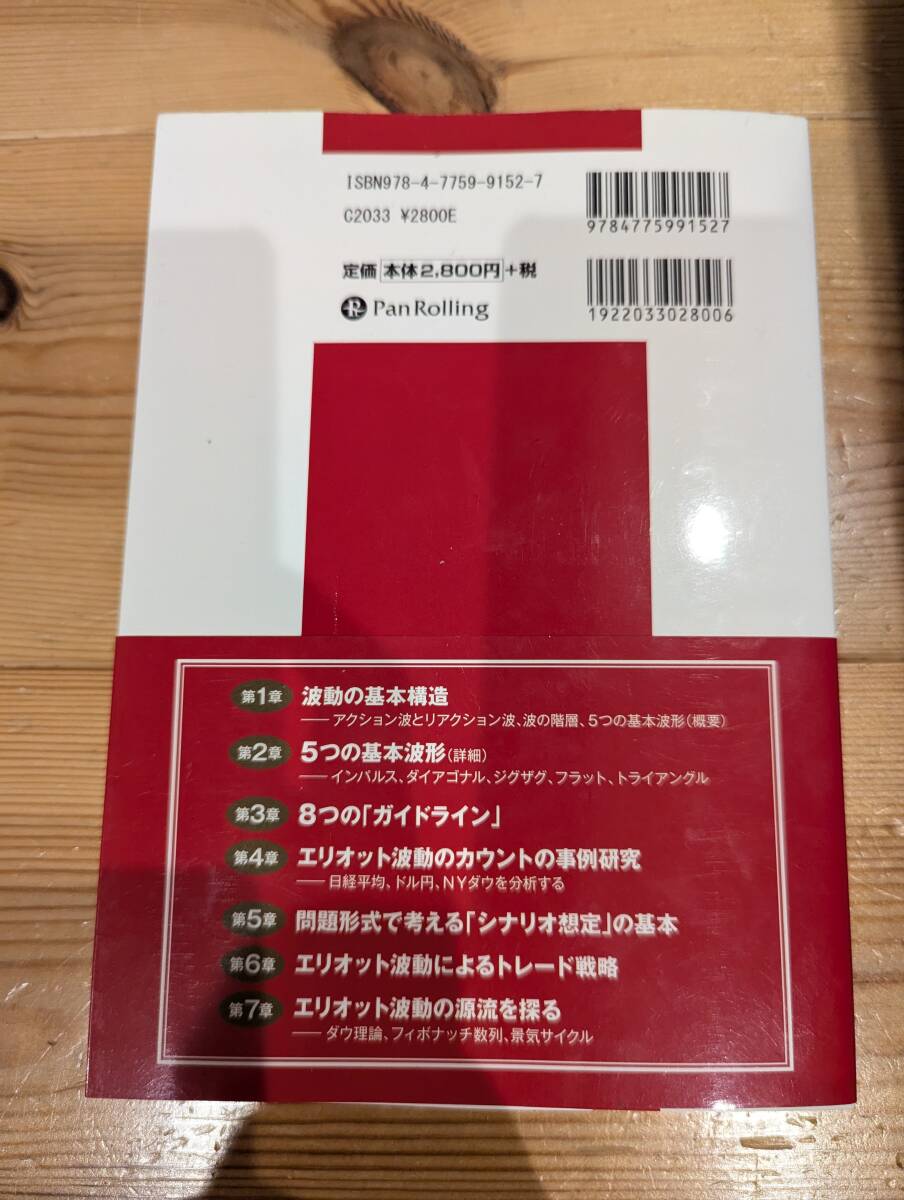 ISBN978-4-7759-9152-7
C2033 ¥2800E
9784775991527
定価 本体2,800円+税
PanRolling
1922033028006
第1章 波動の基本構造
── アクション波とリアクション波、波の階層、5つの基本波形(概要)
第2章 5つの基本波形(詳細)
── インパルス、ダイアゴナル、ジグザグ、フラット、トライアングル
第3章 8つの「ガイドライン」
第4章 エリオット波動のカウントの事例研究
── 日経平均、ドル円、NYダウを分析する
第5章 問題形式で考える「シナリオ想定」の基本
第6章 エリオット波動によるトレード戦略
第7章 エリオット波動の源流を探る
── ダウ理論、フィボナッチ数列、景気サイクル